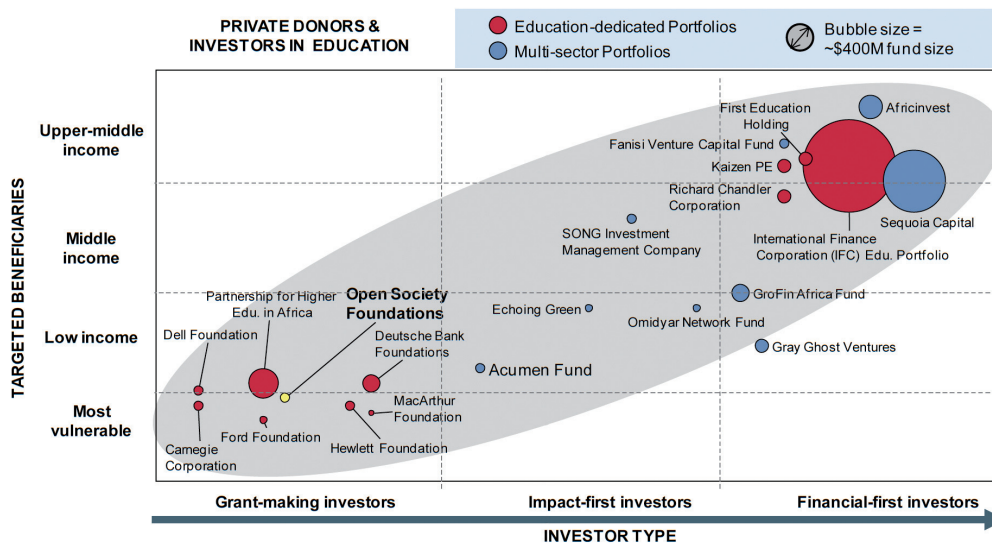 PRIVATE DONORS &
INVESTORS IN EDUCATION
Education-dedicated Portfolios
Multi-sector Portfolios
Bubble size =
~$400M fund size
TARGETED BENEFICIARIES
Upper-middle
income
Middle
income
Low income
Most
vulnerable
Africinvest
First Education
Holding
Fanisi Venture Capital Fund
Kaizen PE
Richard Chandler
Corporation
Sequoia Capital
International Finance
Corporation (IFC) Edu. Portfolio
SONG Investment
Management Company
GroFin Africa Fund
Echoing Green
Omidyar Network Fund
Gray Ghost Ventures
Acumen Fund
Partnership for Higher
Edu. in Africa
Open Society
Foundations
Dell Foundation
Deutsche Bank
Foundations
MacArthur
Foundation
Ford Foundation
Hewlett Foundation
Carnegie
Corporation
Grant-making investors
Impact-first investors
Financial-first investors
INVESTOR TYPE